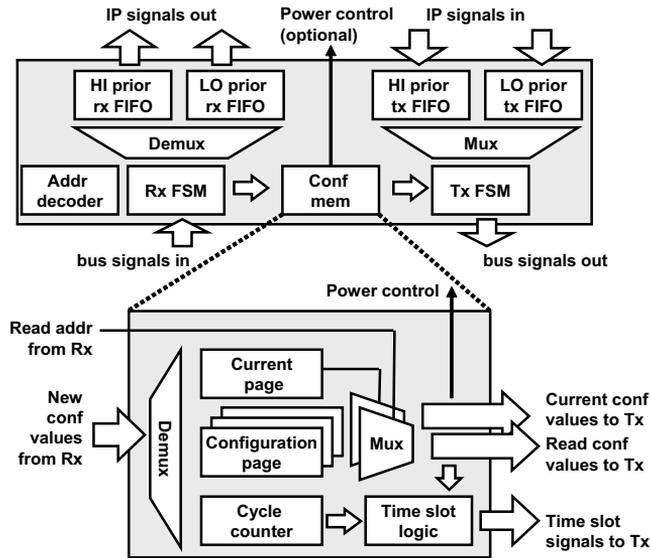 IP signals out
Power control
(optional)
IP signals in
HI prior
rx FIFO
LO prior
rx FIFO
HI prior
tx FIFO
LO prior
tx FIFO
Demux
Mux
Addr
decoder
Rx FSM
Conf
mem
Tx FSM
bus signals in
bus signals out
Power control
Read addr
from Rx
Current
page
New
conf
values
from Rx
Demux
Configuration
page
Mux
Current conf
values to Tx
Read conf
values to Tx
Cycle
counter
Time slot
logic
Time slot
signals to Tx